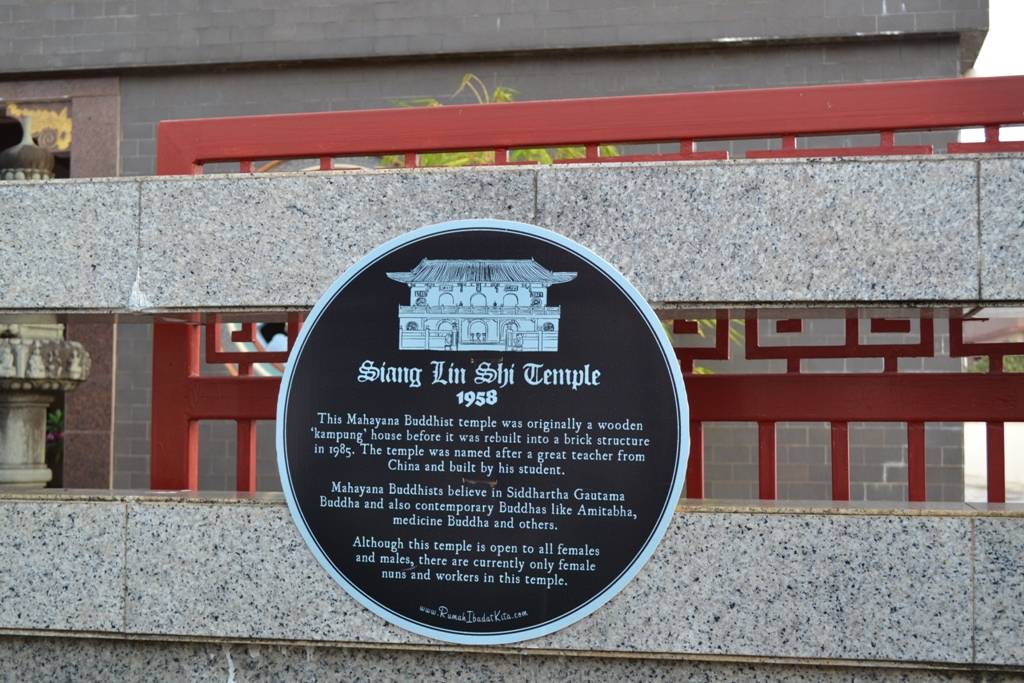 Siang Lin Shi Temple
1958
This Mahayana Buddhist temple was originally a wooden
'kampung' house before it was rebuilt into a brick structure
in 1985. The temple was named after a great teacher from
China and built by his student.
Mahayana Buddhists believe in Siddhartha Gautama
Buddha and also contemporary Buddhas like Amitabha,
medicine Buddha and others.
Although this temple is open to all females
and males, there are currently only female
nuns and workers in this temple.
www.RumahIbadatKita.com